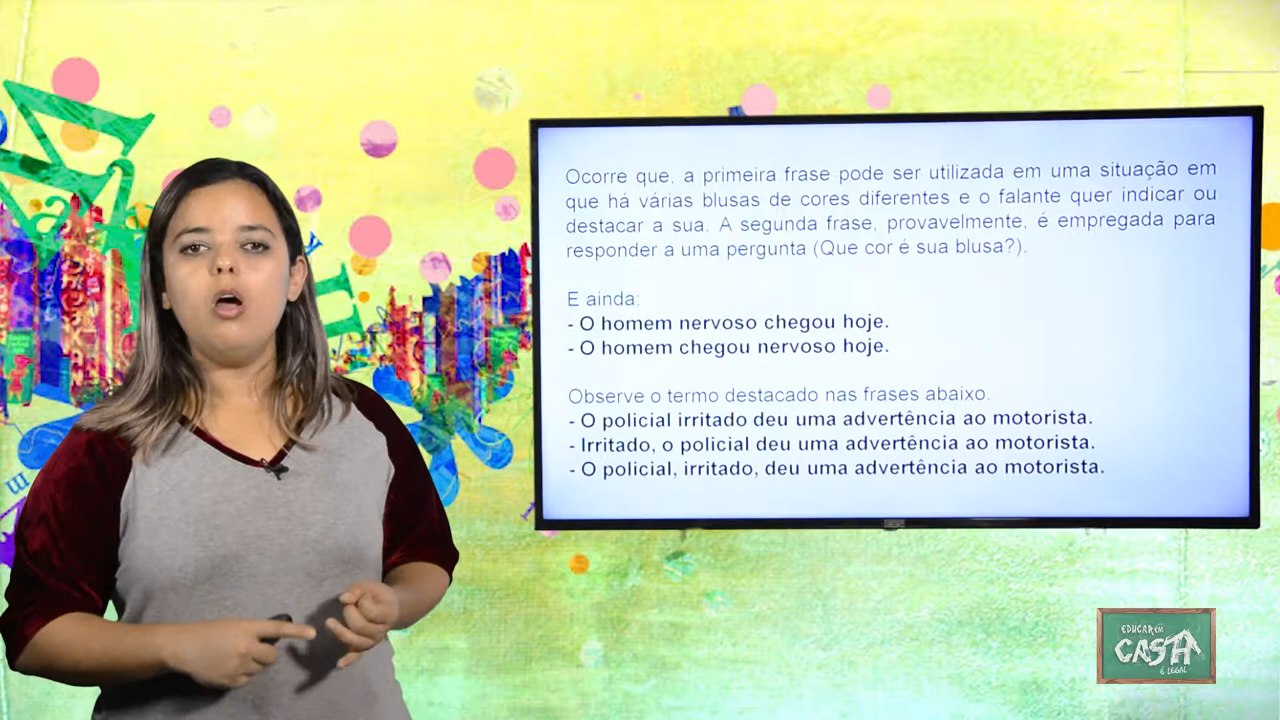 Ocorre que, a primeira frase pode ser utilizada em uma situação em
que há várias blusas de cores diferentes e o falante quer indicar ou
destacar a sua. A segunda frase, provavelmente, é empregada para
responder a uma pergunta (Que cor é sua blusa?).
E ainda:
- O homem nervoso chegou hoje.
- O homem chegou nervoso hoje.
Observe o termo destacado nas frases abaixo.
- O policial irritado deu uma advertência ao motorista.
- Irritado, o policial deu uma advertência ao motorista.
- O policial, irritado, deu uma advertência ao motorista.
EDUCAR EM
CASA
É LEGAL